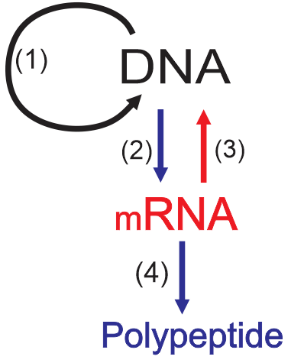 (1)
DNA
(2)
(3)
mRNA
(4)
Polypeptide